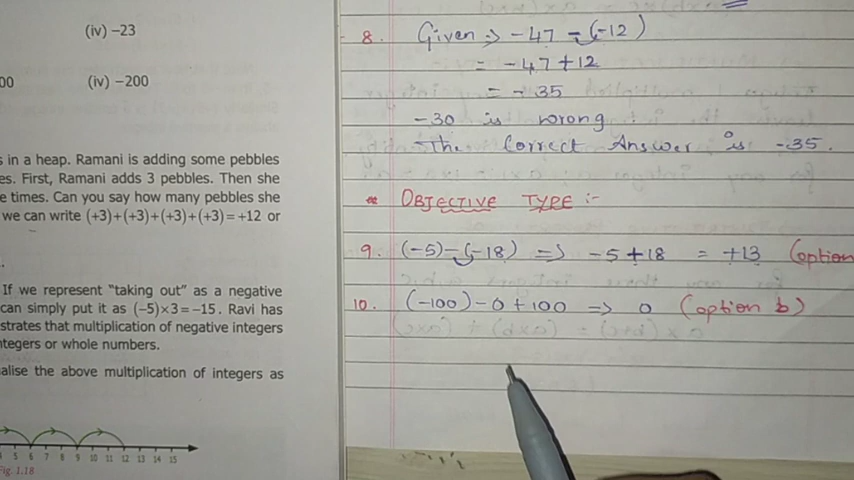 (iv) −23
00 (iv) −200
s in a heap. Ramani is adding some pebbles
es. First, Ramani adds 3 pebbles. Then she
e times. Can you say how many pebbles she
we can write (+3)+(+3)+(+3)+(+3)=+12 or
If we represent "taking out" as a negative
can simply put it as (−5)×3=−15. Ravi has
strates that multiplication of negative integers
ntegers or whole numbers.
nalise the above multiplication of integers as
4 5 6 7 8 9 10 11 12 13 14 15
Fig. 1.18
8. Given ⇒ -47 - (-12)
= -47+12
= -35
-30 is wrong
The Correct Answer is -35.
OBJECTIVE TYPE :-
9. (-5)-(-18) ⇒ -5+18 = +13 (option
10. (-100)-0+100 ⇒ 0 (option b)